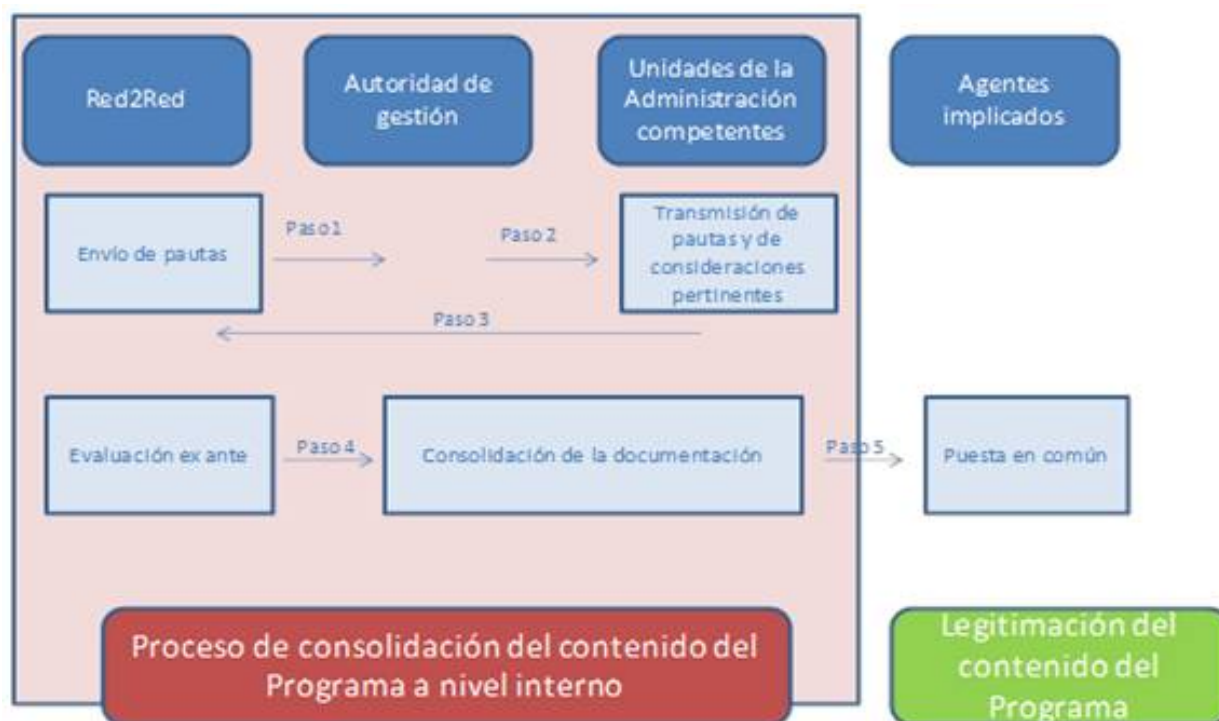 Red2Red
Autoridad de
gestión
Unidades de la
Administración
competentes
Agentes
implicados
Envío de pautas
Paso 1
Paso 2
Transmisión de
pautas y de
consideraciones
pertinentes
Paso 3
Evaluación ex ante
Paso 4
Consolidación de la documentación
Paso 5
Puesta en común
Proceso de consolidación del contenido del
Programa a nivel interno
Legitimación del
contenido del
Programa